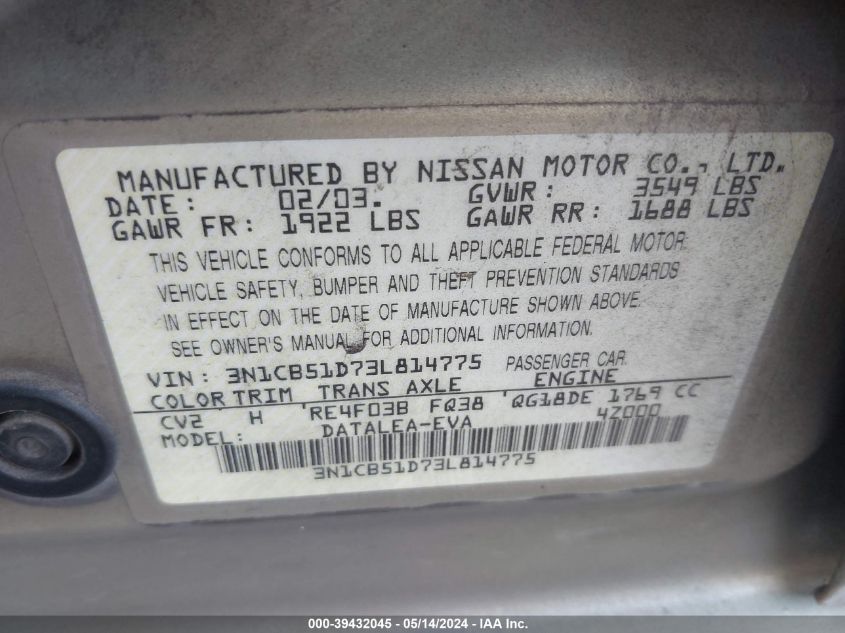 MANUFACTURED BY NISSAN MOTOR CO., LTD.
DATE: 02/03. GVWR: 3549 LBS
GAWR FR: 1922 LBS GAWR RR: 1688 LBS
THIS VEHICLE CONFORMS TO ALL APPLICABLE FEDERAL MOTOR
VEHICLE SAFETY, BUMPER AND THEFT PREVENTION STANDARDS
IN EFFECT ON THE DATE OF MANUFACTURE SHOWN ABOVE.
SEE OWNER'S MANUAL FOR ADDITIONAL INFORMATION.
VIN: 3N1CB51D73L814775 PASSENGER CAR
COLOR TRIM TRANS AXLE ENGINE
CV2 H RE4F03B FQ38 QG18DE 1769 CC
MODEL: DATALEA-EVA 4Z000
3N1CB51D73L814775
000-39432045 - 05/14/2024 - IAA Inc.